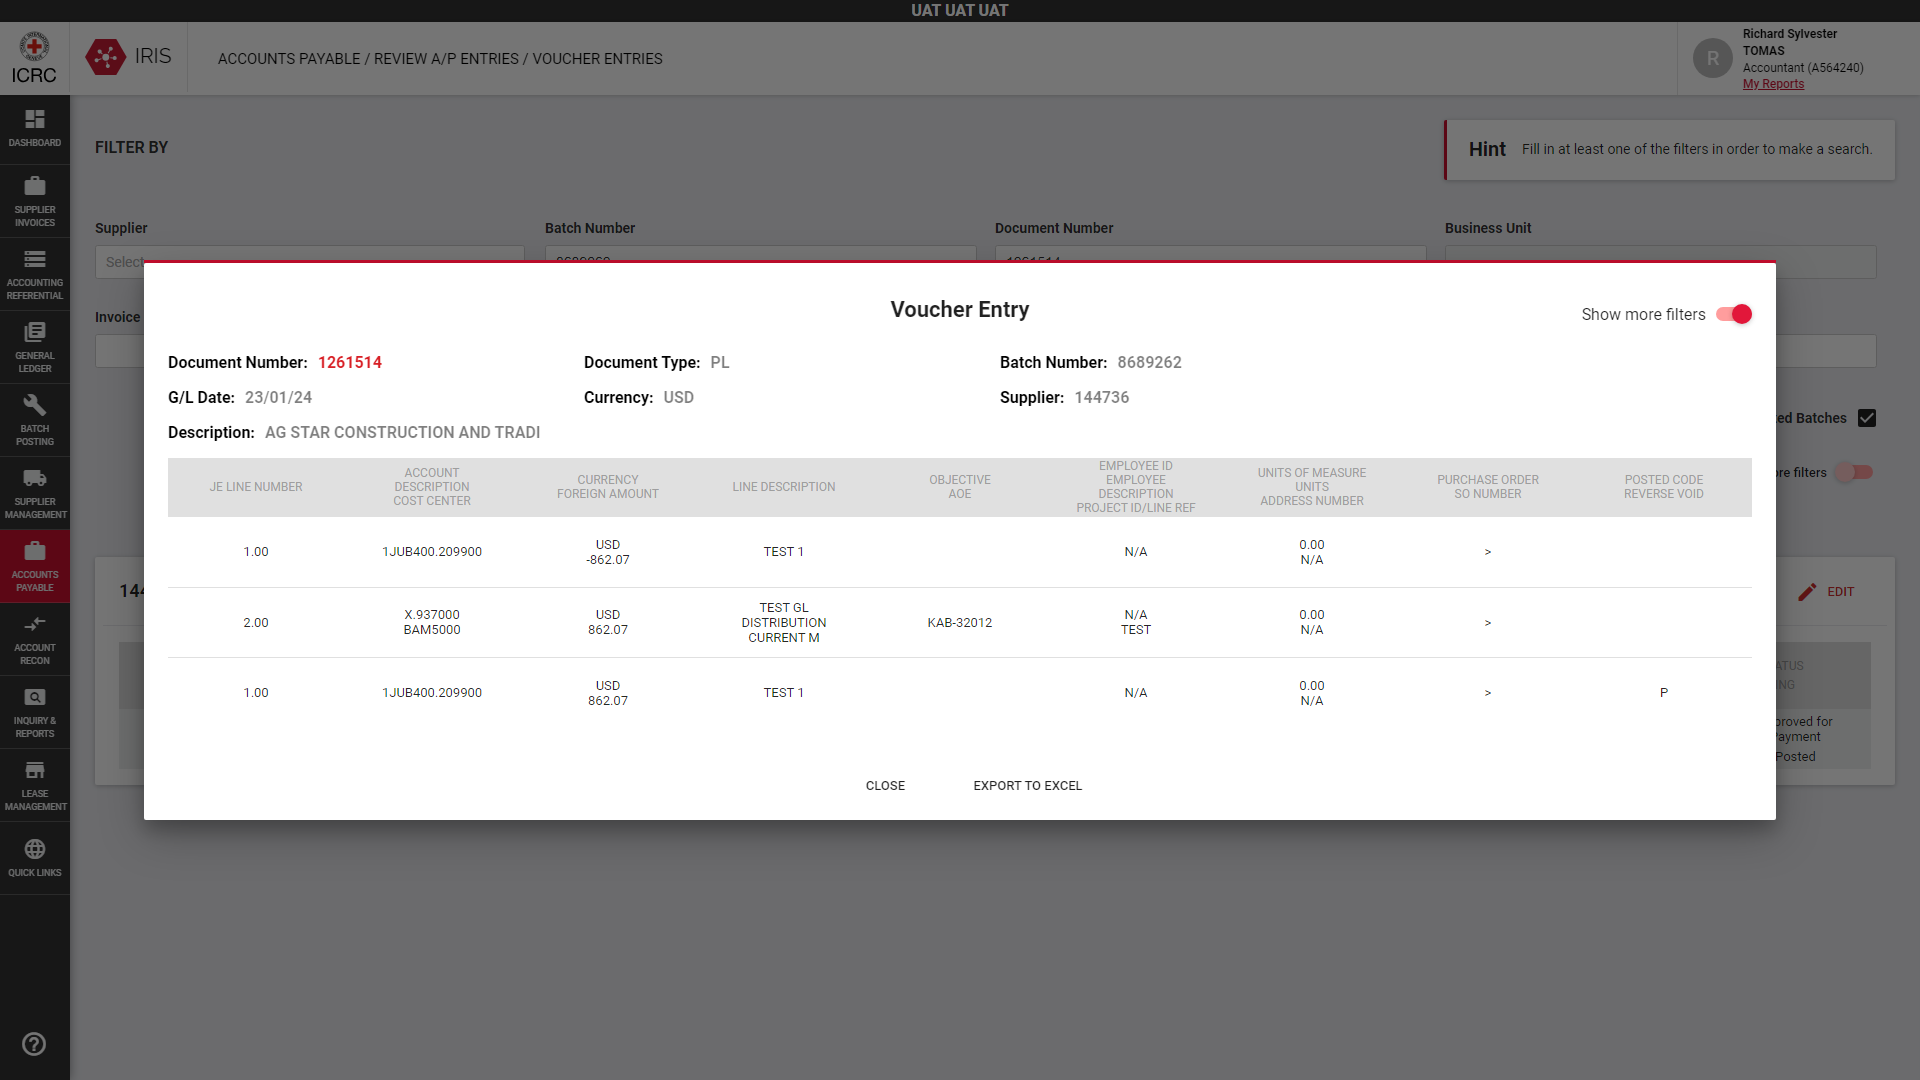 UAT UAT UAT
ICRC
IRIS
ACCOUNTS PAYABLE / REVIEW A/P ENTRIES / VOUCHER ENTRIES
R
Richard Sylvester
TOMAS
Accountant (A564240)
My Reports
DASHBOARD
SUPPLIER
INVOICES
ACCOUNTING
REFERENTIAL
GENERAL
LEDGER
BATCH
POSTING
SUPPLIER
MANAGEMENT
ACCOUNTS
PAYABLE
ACCOUNT
RECON
INQUIRY &
REPORTS
LEASE
MANAGEMENT
QUICK LINKS
FILTER BY
Hint Fill in at least one of the filters in order to make a search.
Supplier Batch Number Document Number Business Unit
Select
Invoice
ed Batches
re filters
144
EDIT
ATUS
NG
proved for
Payment
Posted
Voucher Entry
Show more filters
Document Number: 1261514 Document Type: PL Batch Number: 8689262
G/L Date: 23/01/24 Currency: USD Supplier: 144736
Description: AG STAR CONSTRUCTION AND TRADI
JE LINE NUMBER
ACCOUNT
DESCRIPTION
COST CENTER
CURRENCY
FOREIGN AMOUNT
LINE DESCRIPTION
OBJECTIVE
AOE
EMPLOYEE ID
EMPLOYEE
DESCRIPTION
PROJECT ID/LINE REF
UNITS OF MEASURE
UNITS
ADDRESS NUMBER
PURCHASE ORDER
SO NUMBER
POSTED CODE
REVERSE VOID
1.00
1JUB400.209900
USD
-862.07
TEST 1
N/A
0.00
N/A
>
2.00
X.937000
BAM5000
USD
862.07
TEST GL
DISTRIBUTION
CURRENT M
KAB-32012
N/A
TEST
0.00
N/A
>
1.00
1JUB400.209900
USD
862.07
TEST 1
N/A
0.00
N/A
>
P
CLOSE EXPORT TO EXCEL